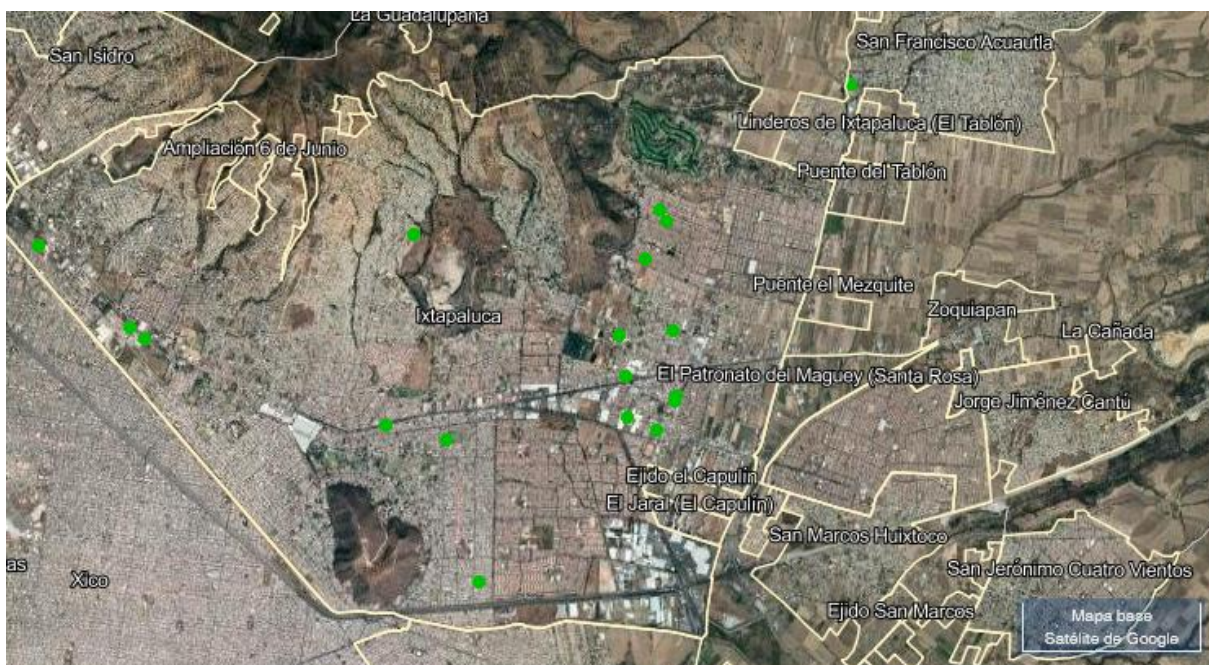 La Guadalupana
San Isidro
San Francisco Acuautla
Linderos de Ixtapaluca (El Tablón)
Ampliación 6 de Junio
Puente del Tablón
Puente el Mezquite
Zoquiapan
Ixtapaluca
La Cañada
El Patronato del Maguey (Santa Rosa)
Jorge Jiménez Cantú
Ejido el Capulín
El Jaral (El Capulín)
San Marcos Huixtoco
as
Xico
San Jerónimo Cuatro Vientos
Ejido San Marcos
Mapa base
Satélite de Google